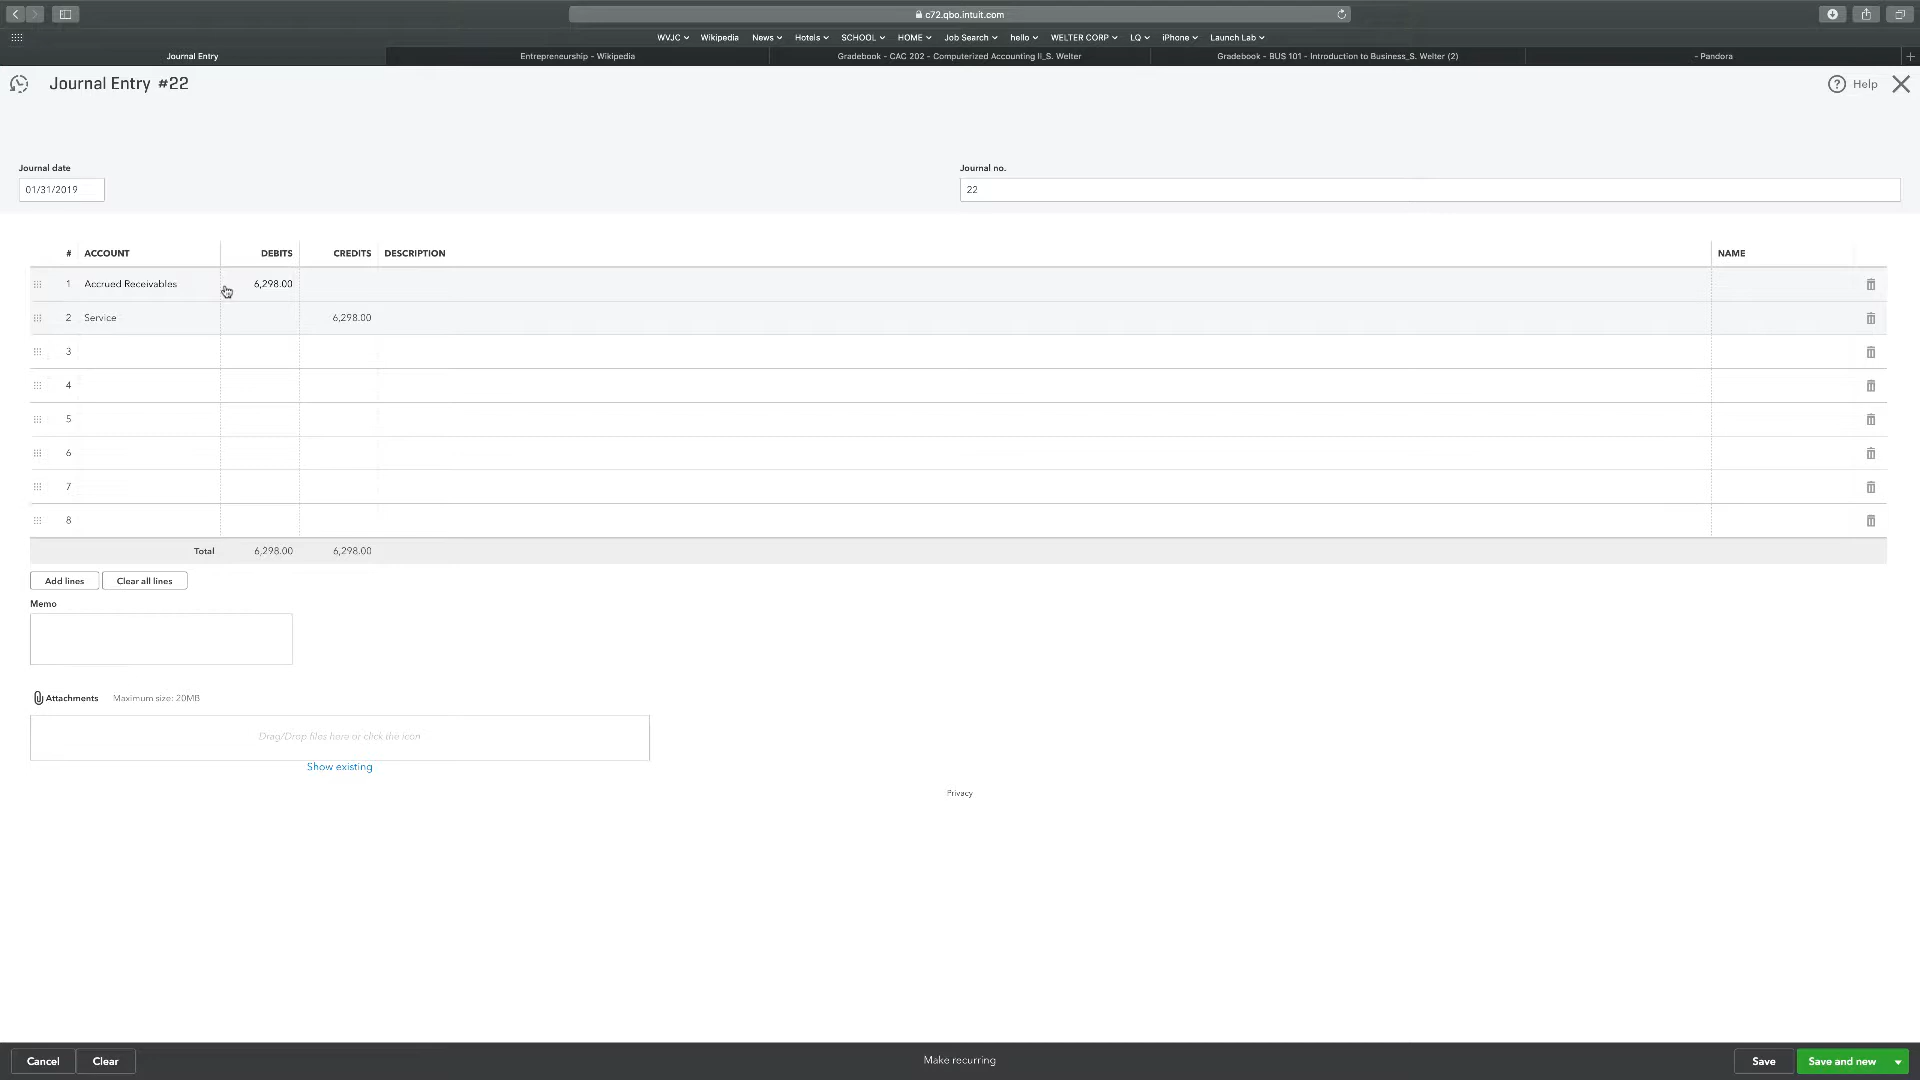 c72.qbo.intuit.com
WVJC Wikipedia News Hotels SCHOOL HOME Job Search hello WELTER CORP LQ iPhone Launch Lab
Journal Entry Entrepreneurship - Wikipedia Gradebook - CAC 202 - Computerized Accounting II_S. Welter Gradebook - BUS 101 - Introduction to Business_S. Welter (2) - Pandora
Journal Entry #22 Help
Journal date Journal no.
01/31/2019 22
# ACCOUNT DEBITS CREDITS DESCRIPTION NAME
1 Accrued Receivables 6,298.00
2 Service 6,298.00
3
4
5
6
7
8
Total 6,298.00 6,298.00
Add lines Clear all lines
Memo
Attachments Maximum size: 20MB
Drag/Drop files here or click the icon
Show existing
Privacy
Cancel Clear Make recurring Save Save and new